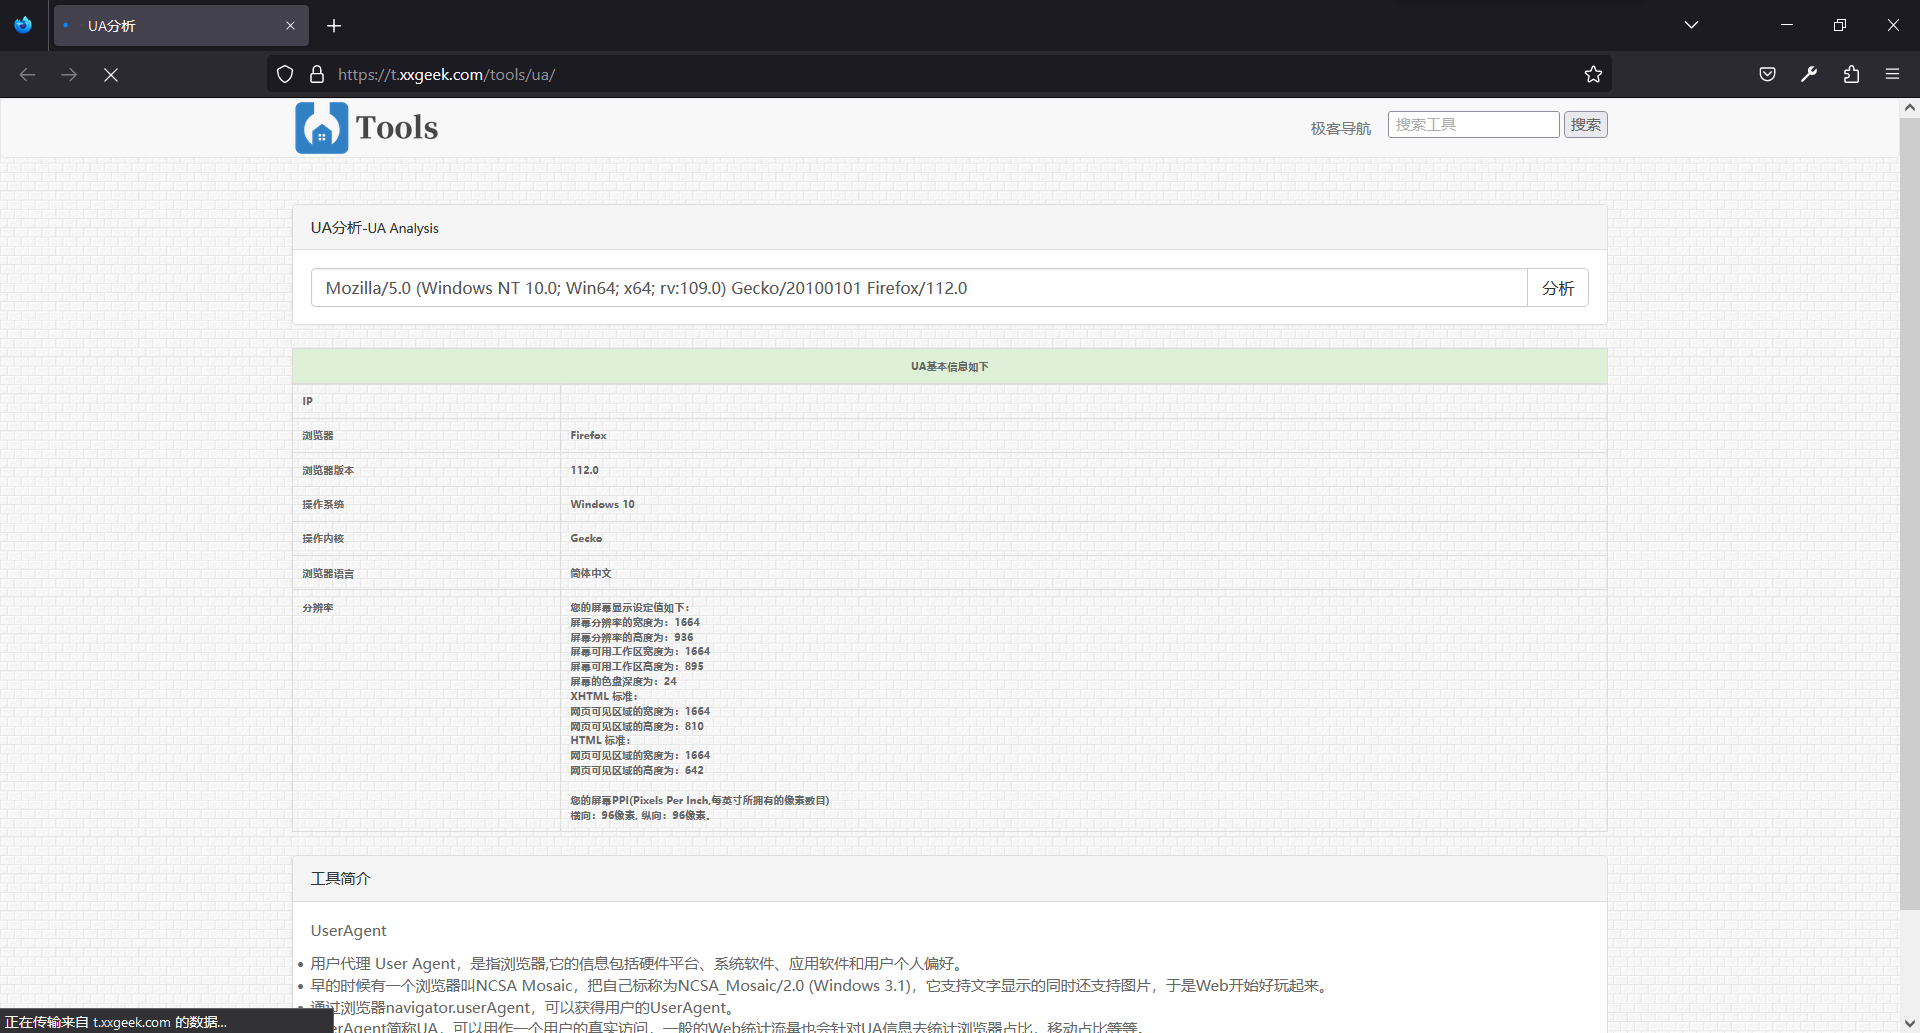 UA分析
https://t.xxgeek.com/tools/ua/
Tools
极客导航
搜索工具
搜索
UA分析-UA Analysis
Mozilla/5.0 (Windows NT 10.0; Win64; x64; rv:109.0) Gecko/20100101 Firefox/112.0
分析
UA基本信息如下
IP
浏览器 Firefox
浏览器版本 112.0
操作系统 Windows 10
操作内核 Gecko
浏览器语言 简体中文
分辨率 您的屏幕显示设定值如下：
屏幕分辨率的宽度为：1664
屏幕分辨率的高度为：936
屏幕可用工作区宽度为：1664
屏幕可用工作区高度为：895
屏幕的色盘深度为：24
XHTML 标准：
网页可见区域的宽度为：1664
网页可见区域的高度为：810
HTML 标准：
网页可见区域的宽度为：1664
网页可见区域的高度为：642
您的屏幕PPI(Pixels Per Inch,每英寸所拥有的像素数目)
横向：96像素, 纵向：96像素。
工具简介
UserAgent
用户代理 User Agent，是指浏览器,它的信息包括硬件平台、系统软件、应用软件和用户个人偏好。
早的时候有一个浏览器叫NCSA Mosaic，把自己标称为NCSA_Mosaic/2.0 (Windows 3.1)，它支持文字显示的同时还支持图片，于是Web开始好玩起来。
通过浏览器navigator.userAgent，可以获得用户的UserAgent。
erAgent简称UA，可以用作一个用户的真实访问，一般的Web统计流量也会针对UA信息去统计浏览器占比，移动占比等等。
正在传输来自 t.xxgeek.com 的数据...